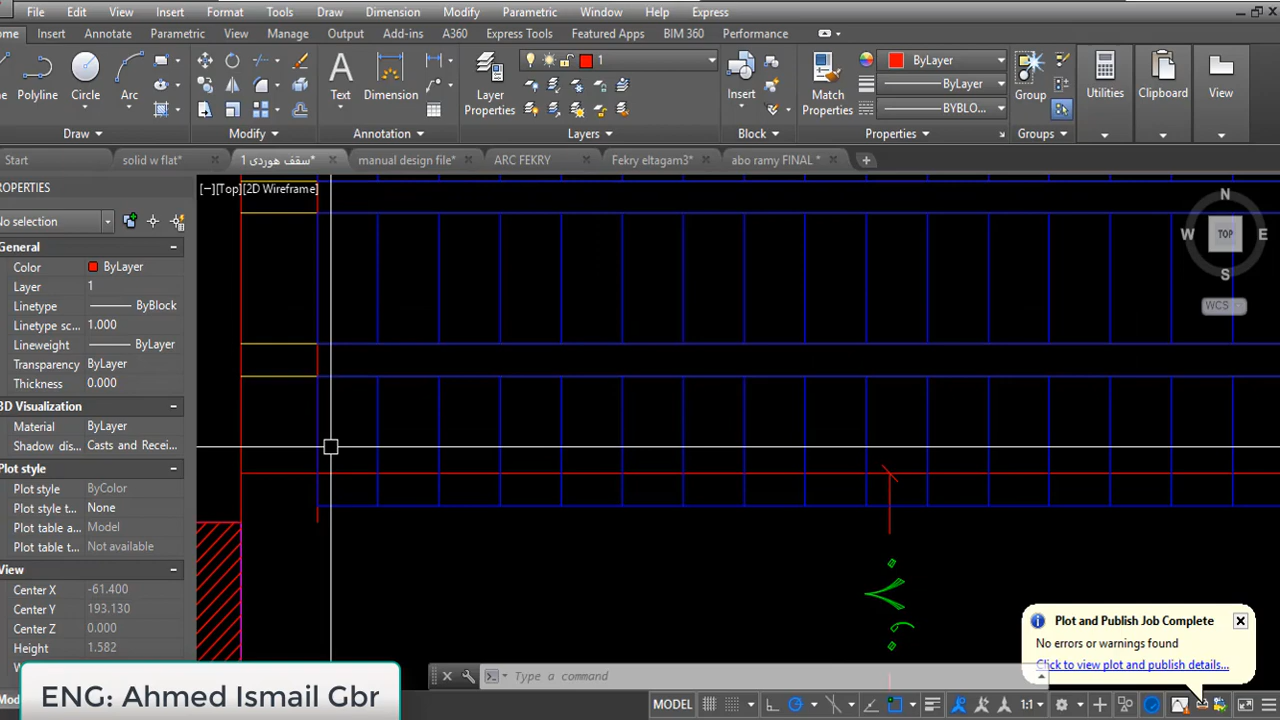 File Edit View Insert Format Tools Draw Dimension Modify Parametric Window Help Express
Insert Annotate Parametric View Manage Output Add-ins A360 Express Tools Featured Apps BIM 360 Performance
Polyline Circle Arc Text Dimension Layer Properties 1 Insert Match Properties ByLayer ByLayer BYBLO... Group Utilities Clipboard View
Draw Modify Annotation Layers Block Properties Groups
Start solid w flat* سقف هوردى 1* manual design file* ARC FEKRY Fekry eltagam3* abo ramy FINAL *
[−][Top][2D Wireframe]
N
W TOP E
S
WCS
General
Color ByLayer
Layer 1
Linetype ByBlock
Linetype sc... 1.000
Lineweight ByLayer
Transparency ByLayer
Thickness 0.000
Material ByLayer
Shadow dis... Casts and Recei...
Plot style
Plot style ByColor
Plot style t... None
Plot table a... Model
Plot table t... Not available
View
Center X -61.400
Center Y 193.130
Center Z 0.000
Height 1.582
Plot and Publish Job Complete
No errors or warnings found
Click to view plot and publish details...
Type a command
MODEL 1:1
ENG: Ahmed Ismail Gbr